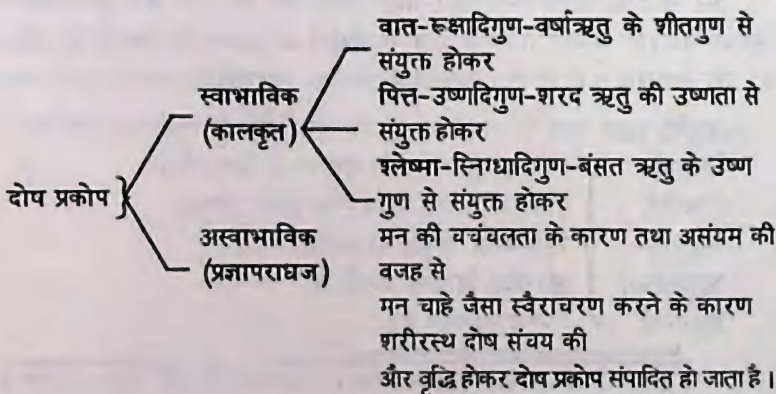 वात-रूक्षादिगुण-वर्षाऋतु के शीतगुण से
संयुक्त होकर
स्वाभाविक
(कालकृत)
पित्त-उष्णदिगुण-शरद ऋतु की उष्णता से
संयुक्त होकर
श्लेष्मा-स्निग्धादिगुण-बंसत ऋतु के उष्ण
गुण से संयुक्त होकर
दोष प्रकोप
अस्वाभाविक
(प्रज्ञापराधज)
मन की चचंचलता के कारण तथा असंयम की
वजह से
मन चाहे जैसा स्वैराचरण करने के कारण
शरीरस्थ दोष संचय की
और वृद्धि होकर दोष प्रकोप संपादित हो जाता है।